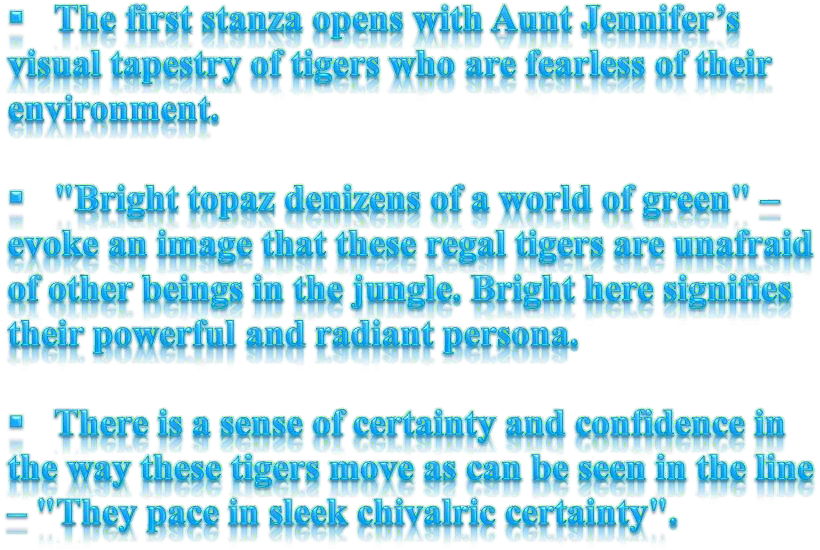 ▪ The first stanza opens with Aunt Jennifer’s
visual tapestry of tigers who are fearless of their
environment.
▪ "Bright topaz denizens of a world of green" –
evoke an image that these regal tigers are unafraid
of other beings in the jungle. Bright here signifies
their powerful and radiant persona.
▪ There is a sense of certainty and confidence in
the way these tigers move as can be seen in the line
– "They pace in sleek chivalric certainty".